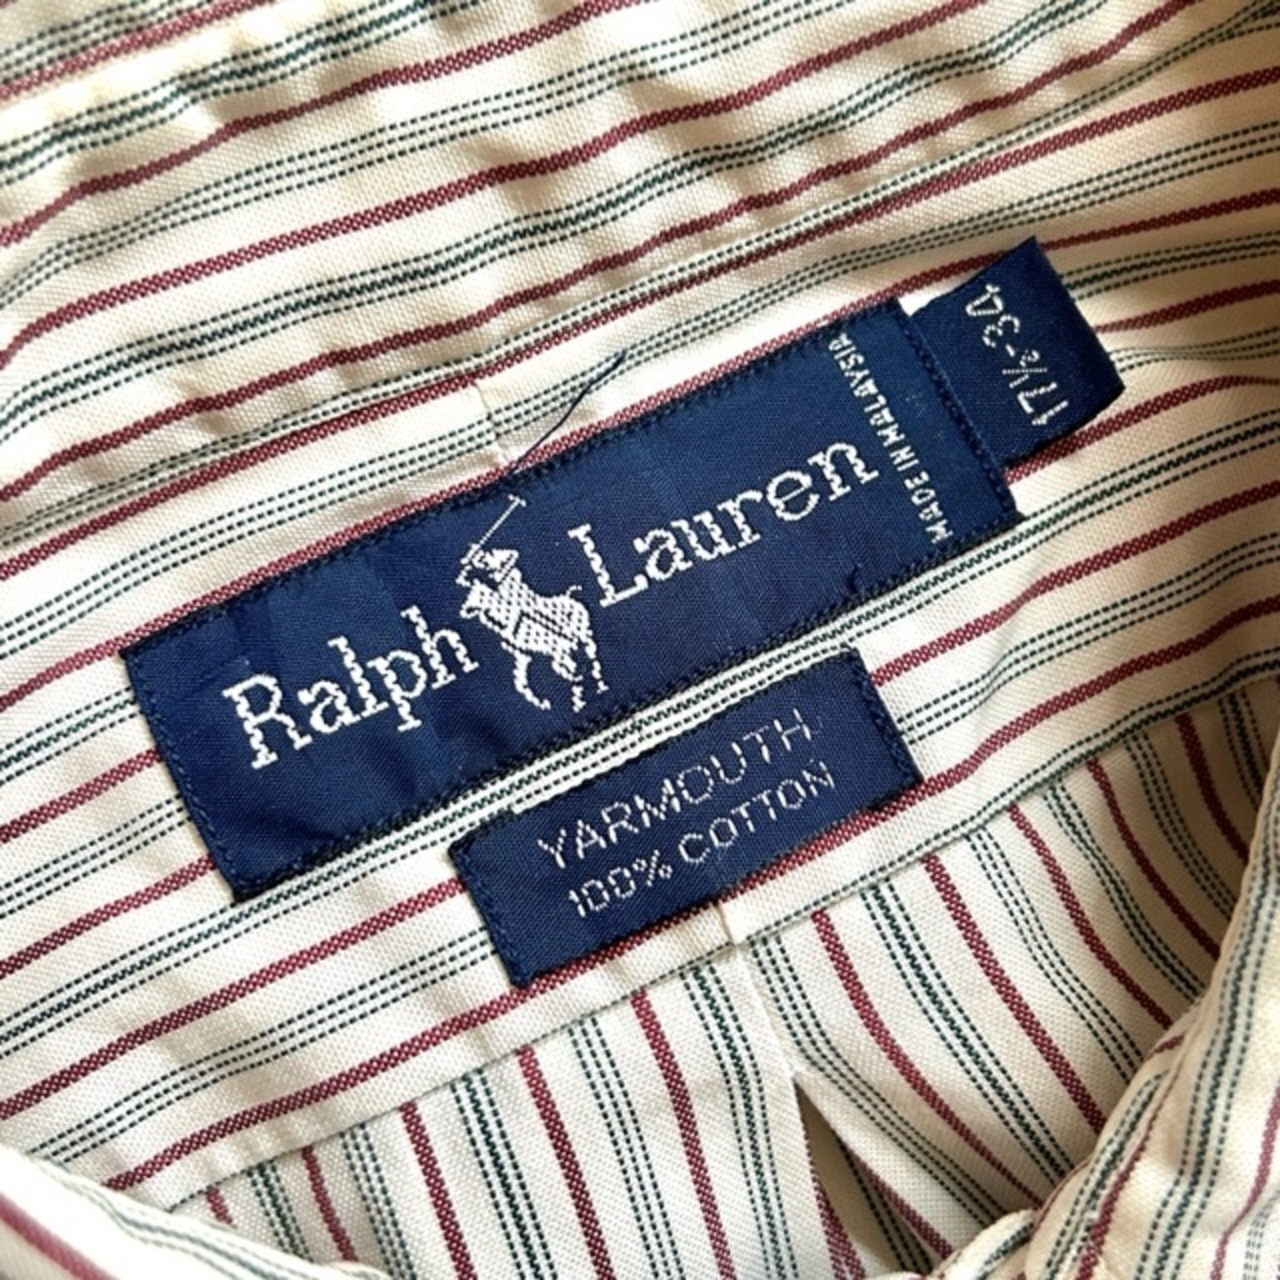 Ralph Lauren
MADE IN MALAYSIA
17½-34
YARMOUTH
100% COTTON